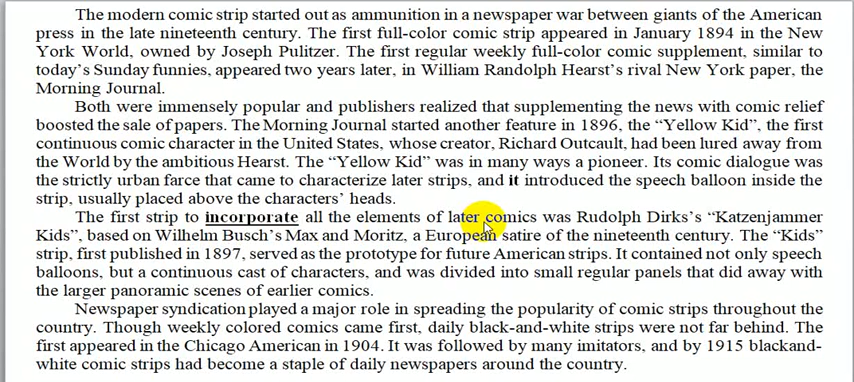 The modern comic strip started out as ammunition in a newspaper war between giants of the American
press in the late nineteenth century. The first full-color comic strip appeared in January 1894 in the New
York World, owned by Joseph Pulitzer. The first regular weekly full-color comic supplement, similar to
today's Sunday funnies, appeared two years later, in William Randolph Hearst's rival New York paper, the
Morning Journal.
Both were immensely popular and publishers realized that supplementing the news with comic relief
boosted the sale of papers. The Morning Journal started another feature in 1896, the “Yellow Kid”, the first
continuous comic character in the United States, whose creator, Richard Outcault, had been lured away from
the World by the ambitious Hearst. The “Yellow Kid” was in many ways a pioneer. Its comic dialogue was
the strictly urban farce that came to characterize later strips, and it introduced the speech balloon inside the
strip, usually placed above the characters' heads.
The first strip to incorporate all the elements of later comics was Rudolph Dirks's “Katzenjammer
Kids”, based on Wilhelm Busch's Max and Moritz, a European satire of the nineteenth century. The “Kids”
strip, first published in 1897, served as the prototype for future American strips. It contained not only speech
balloons, but a continuous cast of characters, and was divided into small regular panels that did away with
the larger panoramic scenes of earlier comics.
Newspaper syndication played a major role in spreading the popularity of comic strips throughout the
country. Though weekly colored comics came first, daily black-and-white strips were not far behind. The
first appeared in the Chicago American in 1904. It was followed by many imitators, and by 1915 blackand-
white comic strips had become a staple of daily newspapers around the country.